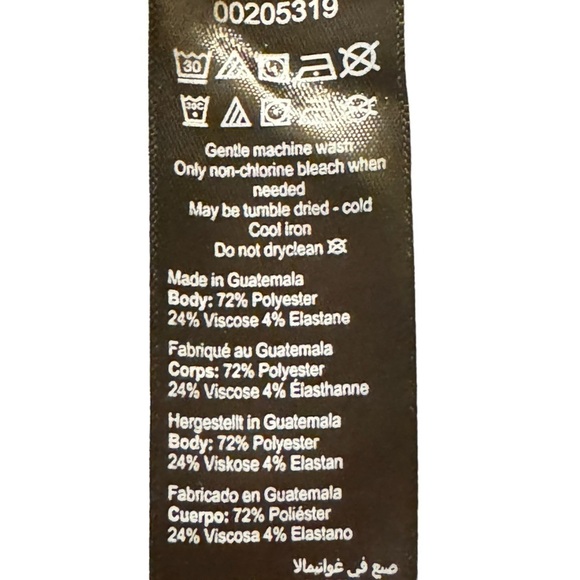 00205319
30
30C
Gentle machine wash
Only non-chlorine bleach when
needed
May be tumble dried - cold
Cool iron
Do not dryclean
Made in Guatemala
Body: 72% Polyester
24% Viscose 4% Elastane
Fabriqué au Guatemala
Corps: 72% Polyester
24% Viscose 4% Élasthanne
Hergestellt in Guatemala
Body: 72% Polyester
24% Viskose 4% Elastan
Fabricado en Guatemala
Cuerpo: 72% Poliéster
24% Viscosa 4% Elastano
صنع في غواتيمالا